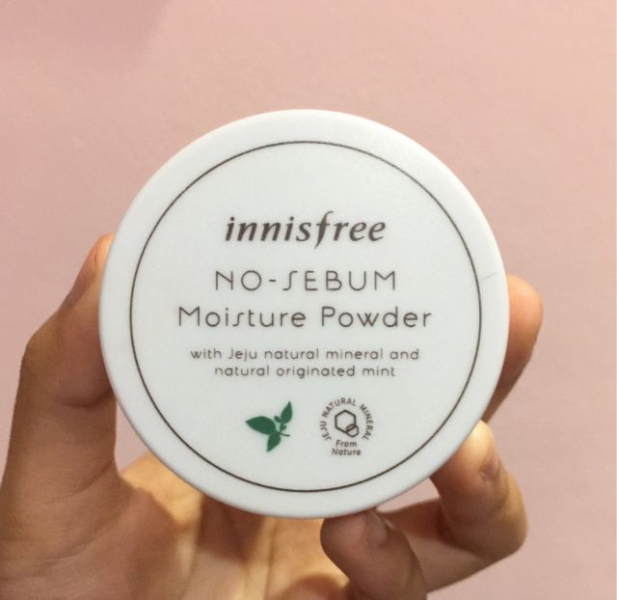 innisfree
NO-SEBUM
Moisture Powder
with Jeju natural mineral and
natural originated mint
JEJU NATURAL MINERAL
From
Nature